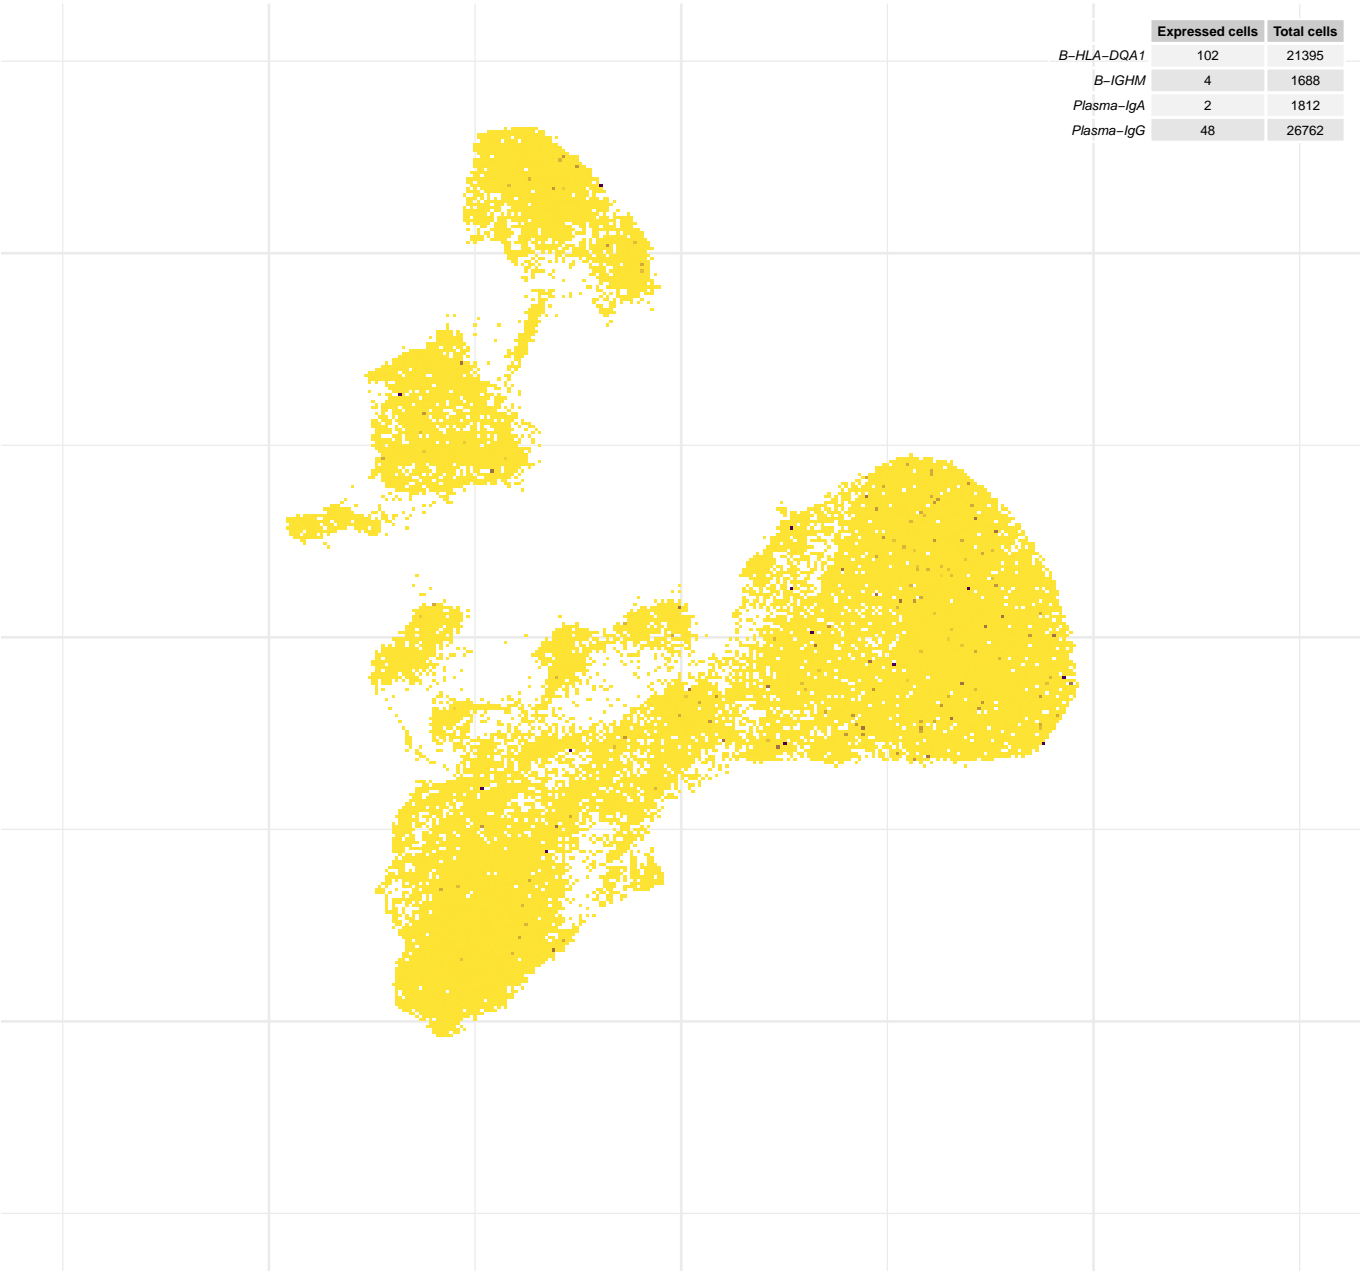 Expressed cells Total cells
B−HLA−DQA1 102 21395
B−IGHM 4 1688
Plasma−IgA 2 1812
Plasma−IgG 48 26762